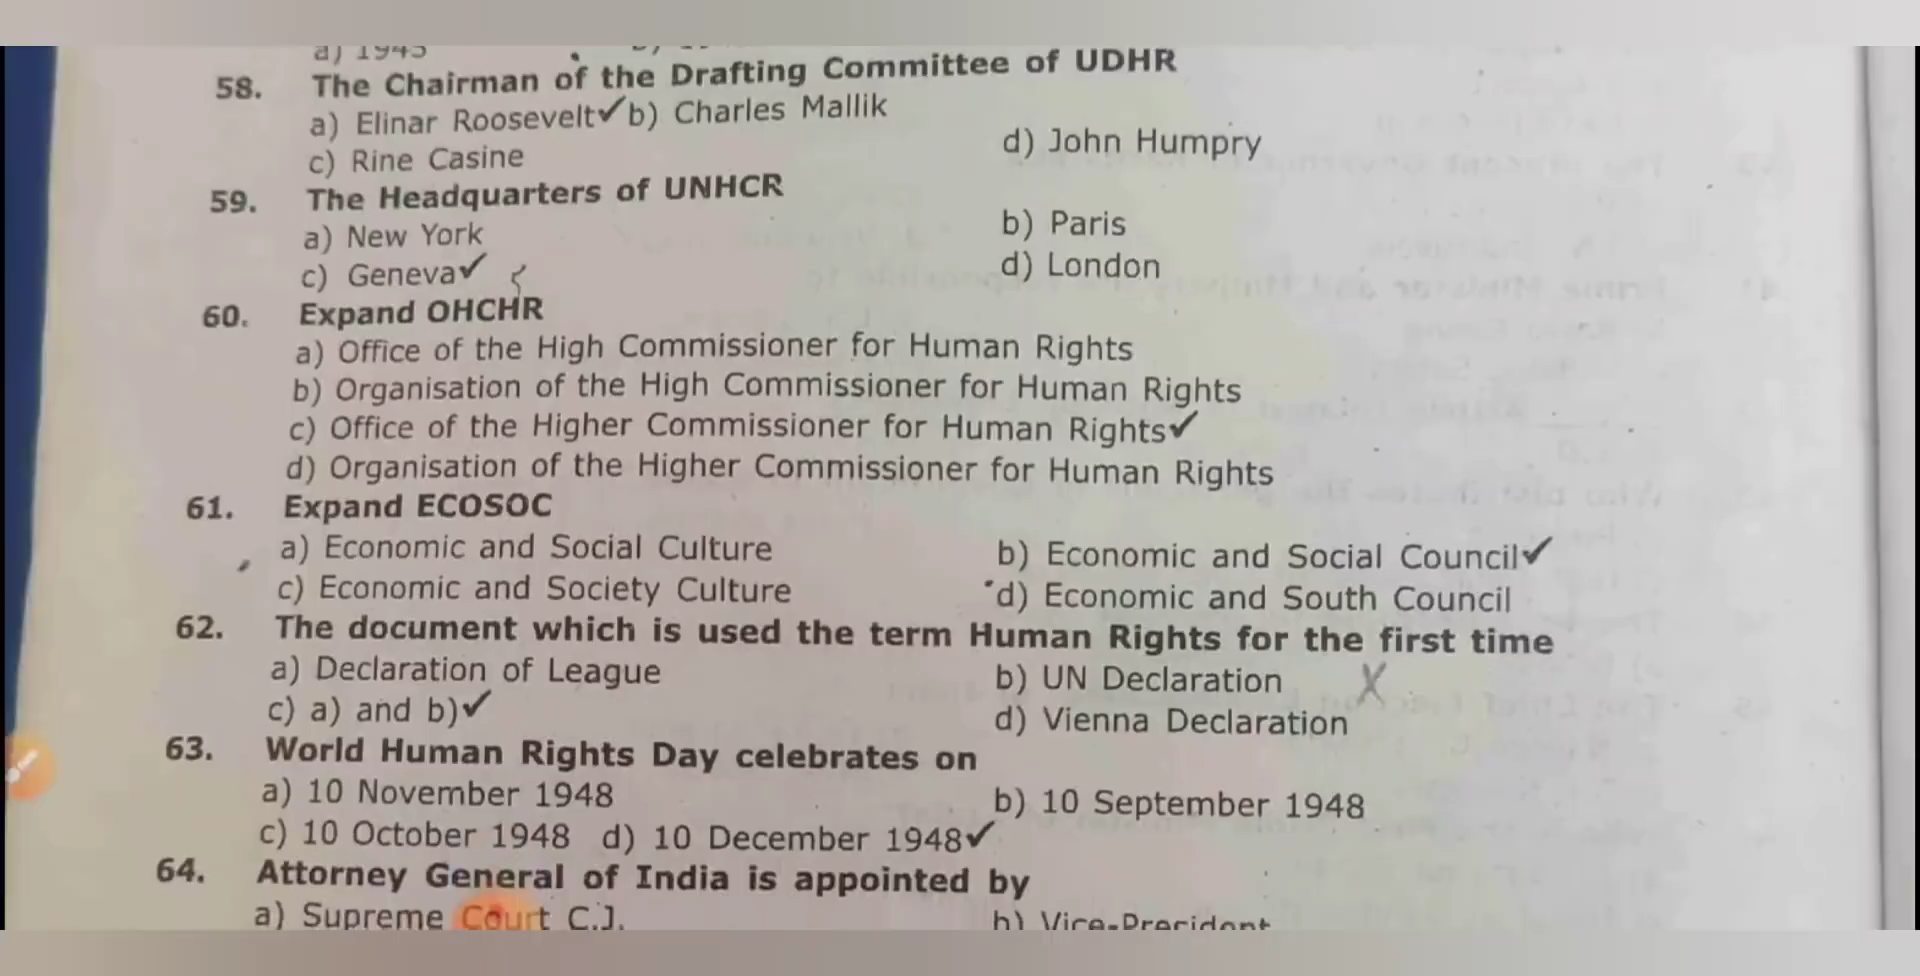 a) 1945
58. The Chairman of the Drafting Committee of UDHR
a) Elinar Roosevelt✓ b) Charles Mallik
c) Rine Casine d) John Humpry
59. The Headquarters of UNHCR
a) New York b) Paris
c) Geneva✓ d) London
60. Expand OHCHR
a) Office of the High Commissioner for Human Rights
b) Organisation of the High Commissioner for Human Rights
c) Office of the Higher Commissioner for Human Rights✓
d) Organisation of the Higher Commissioner for Human Rights
61. Expand ECOSOC
a) Economic and Social Culture b) Economic and Social Council✓
c) Economic and Society Culture d) Economic and South Council
62. The document which is used the term Human Rights for the first time
a) Declaration of League b) UN Declaration X
c) a) and b)✓ d) Vienna Declaration
63. World Human Rights Day celebrates on
a) 10 November 1948 b) 10 September 1948
c) 10 October 1948 d) 10 December 1948✓
64. Attorney General of India is appointed by
a) Supreme Court C.J. b) Vice-President